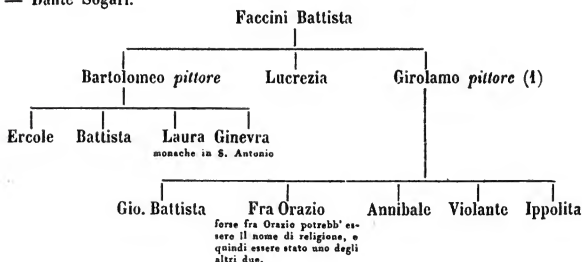 — Dante Sogari.
Faccini Battista
Bartolomeo pittore Lucrezia Girolamo pittore (1)
Ercole Battista Laura Ginevra
monache in S. Antonio
Gio. Battista Fra Orazio Annibale Violante Ippolita
forse fra Orazio potrebb' es-
sere il nome di religione, e
quindi essere stato uno degli
altri due.